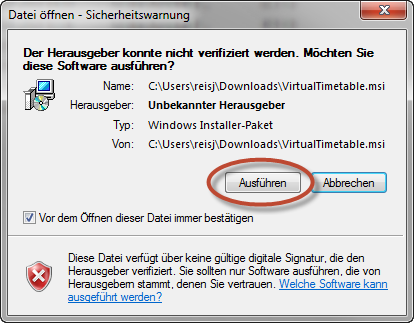 Datei öffnen - Sicherheitswarnung
Der Herausgeber konnte nicht verifiziert werden. Möchten Sie
diese Software ausführen?
Name: C:\Users\reisj\Downloads\VirtualTimetable.msi
Herausgeber: Unbekannter Herausgeber
Typ: Windows Installer-Paket
Von: C:\Users\reisj\Downloads\VirtualTimetable.msi
Ausführen Abbrechen
Vor dem Öffnen dieser Datei immer bestätigen
Diese Datei verfügt über keine gültige digitale Signatur, die den
Herausgeber verifiziert. Sie sollten nur Software ausführen, die von
Herausgebern stammt, denen Sie vertrauen. Welche Software kann
ausgeführt werden?